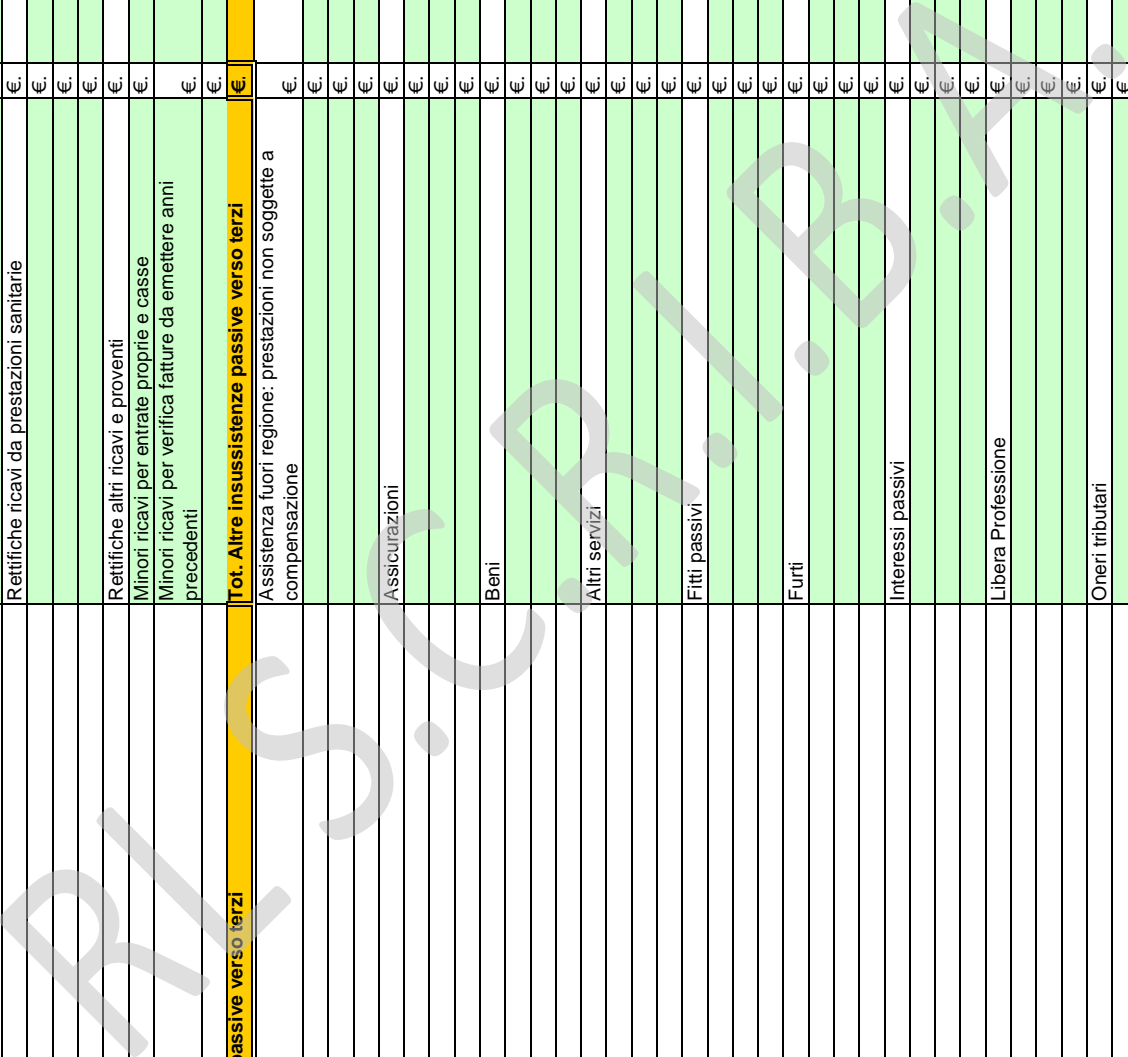 Rettifiche ricavi da prestazioni sanitarie €.
€.
€.
€.
Rettifiche altri ricavi e proventi €.
Minori ricavi per entrate proprie e casse €.
Minori ricavi per verifica fatture da emettere anni
precedenti €.
€.
passive verso terzi Tot. Altre insussistenze passive verso terzi €.
Assistenza fuori regione: prestazioni non soggette a
compensazione €.
€.
€.
€.
Assicurazioni €.
€.
€.
€.
Beni €.
€.
€.
€.
Altri servizi €.
€.
€.
€.
Fitti passivi €.
€.
€.
€.
Furti €.
€.
€.
€.
Interessi passivi €.
€.
€.
€.
Libera Professione €.
€.
€.
€.
Oneri tributari €.
€.
RL S.C.R.I.B.A.